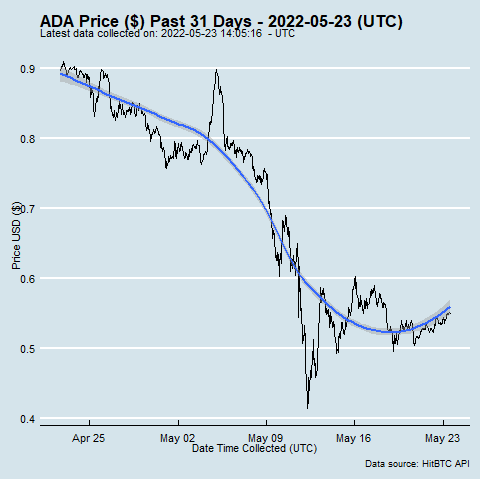 ADA Price ($) Past 31 Days - 2022-05-23 (UTC)
Latest data collected on: 2022-05-23 14:05:16 - UTC
0.9
0.8
0.7
0.6
0.5
0.4
Price USD ($)
Apr 25
May 02
May 09
May 16
May 23
Date Time Collected (UTC)
Data source: HitBTC API